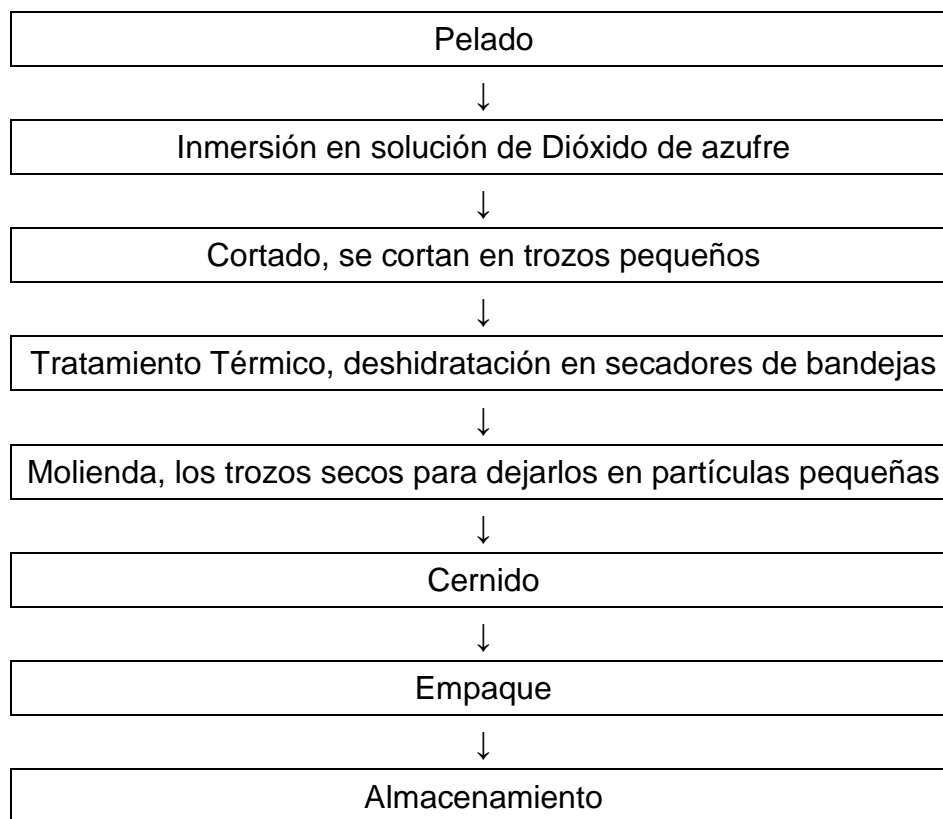 Pelado
↓
Inmersión en solución de Dióxido de azufre
↓
Cortado, se cortan en trozos pequeños
↓
Tratamiento Térmico, deshidratación en secadores de bandejas
↓
Molienda, los trozos secos para dejarlos en partículas pequeñas
↓
Cernido
↓
Empaque
↓
Almacenamiento